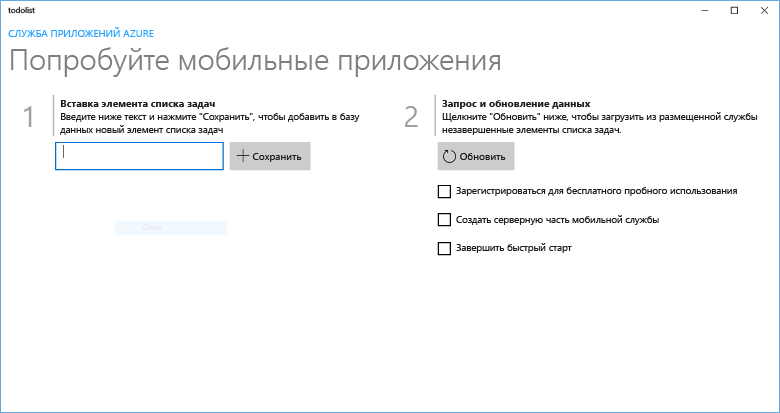 todolist
СЛУЖБА ПРИЛОЖЕНИЙ AZURE
Попробуйте мобильные приложения
1
Вставка элемента списка задач
Введите ниже текст и нажмите "Сохранить", чтобы добавить в базу
данных новый элемент списка задач
Сохранить
2
Запрос и обновление данных
Щелкните "Обновить" ниже, чтобы загрузить из размещенной службы
незавершенные элементы списка задач.
Обновить
Зарегистрироваться для бесплатного пробного использования
Создать серверную часть мобильной службы
Завершить быстрый старт